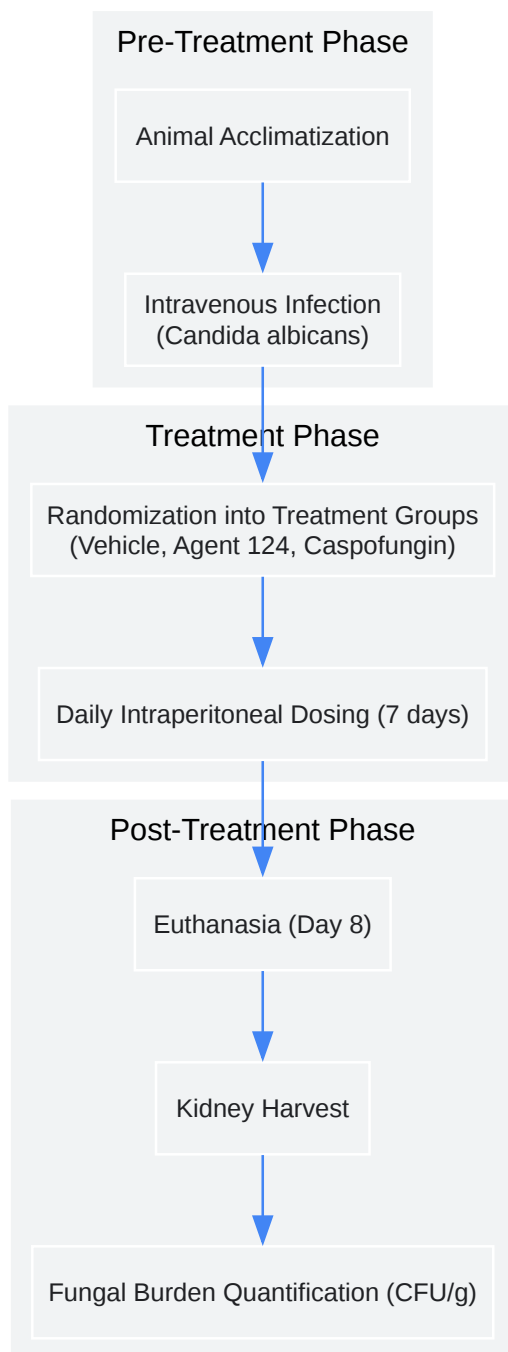 Pre-Treatment Phase
Animal Acclimatization
Intravenous Infection
(Candida albicans)
Treatment Phase
Randomization into Treatment Groups
(Vehicle, Agent 124, Caspofungin)
Daily Intraperitoneal Dosing (7 days)
Post-Treatment Phase
Euthanasia (Day 8)
Kidney Harvest
Fungal Burden Quantification (CFU/g)